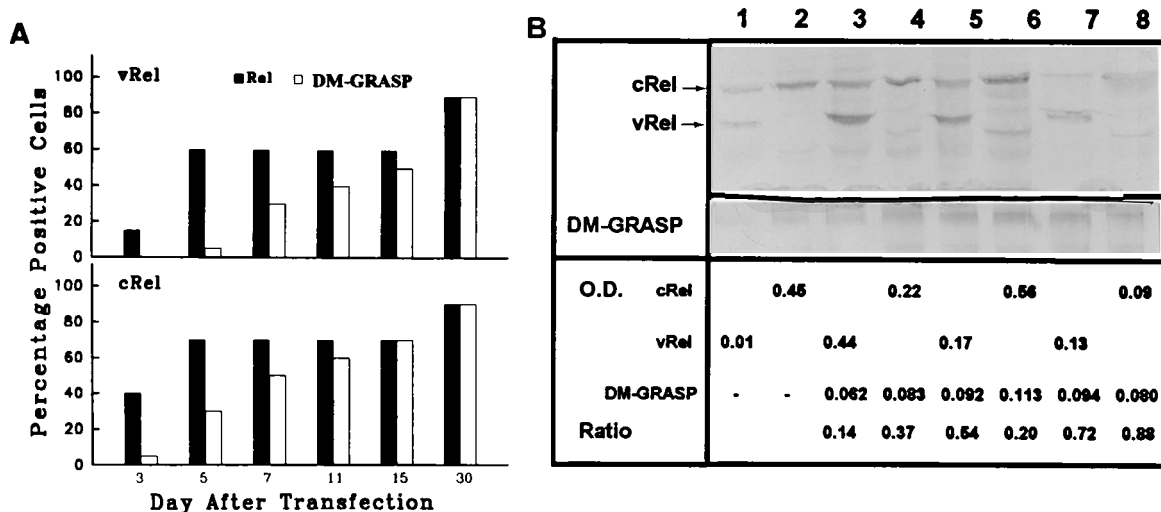 A
vRel
Rel
DM-GRASP
100
80
60
40
20
0
cRel
100
80
60
40
20
0
Percentage Positive Cells
3 5 7 11 15 30
Day After Transfection
B
1 2 3 4 5 6 7 8
cRel
vRel
DM-GRASP
O.D. cRel 0.45 0.22 0.56 0.09
vRel 0.01 0.44 0.17 0.13
DM-GRASP - - 0.062 0.083 0.092 0.113 0.094 0.080
Ratio 0.14 0.37 0.54 0.20 0.72 0.88